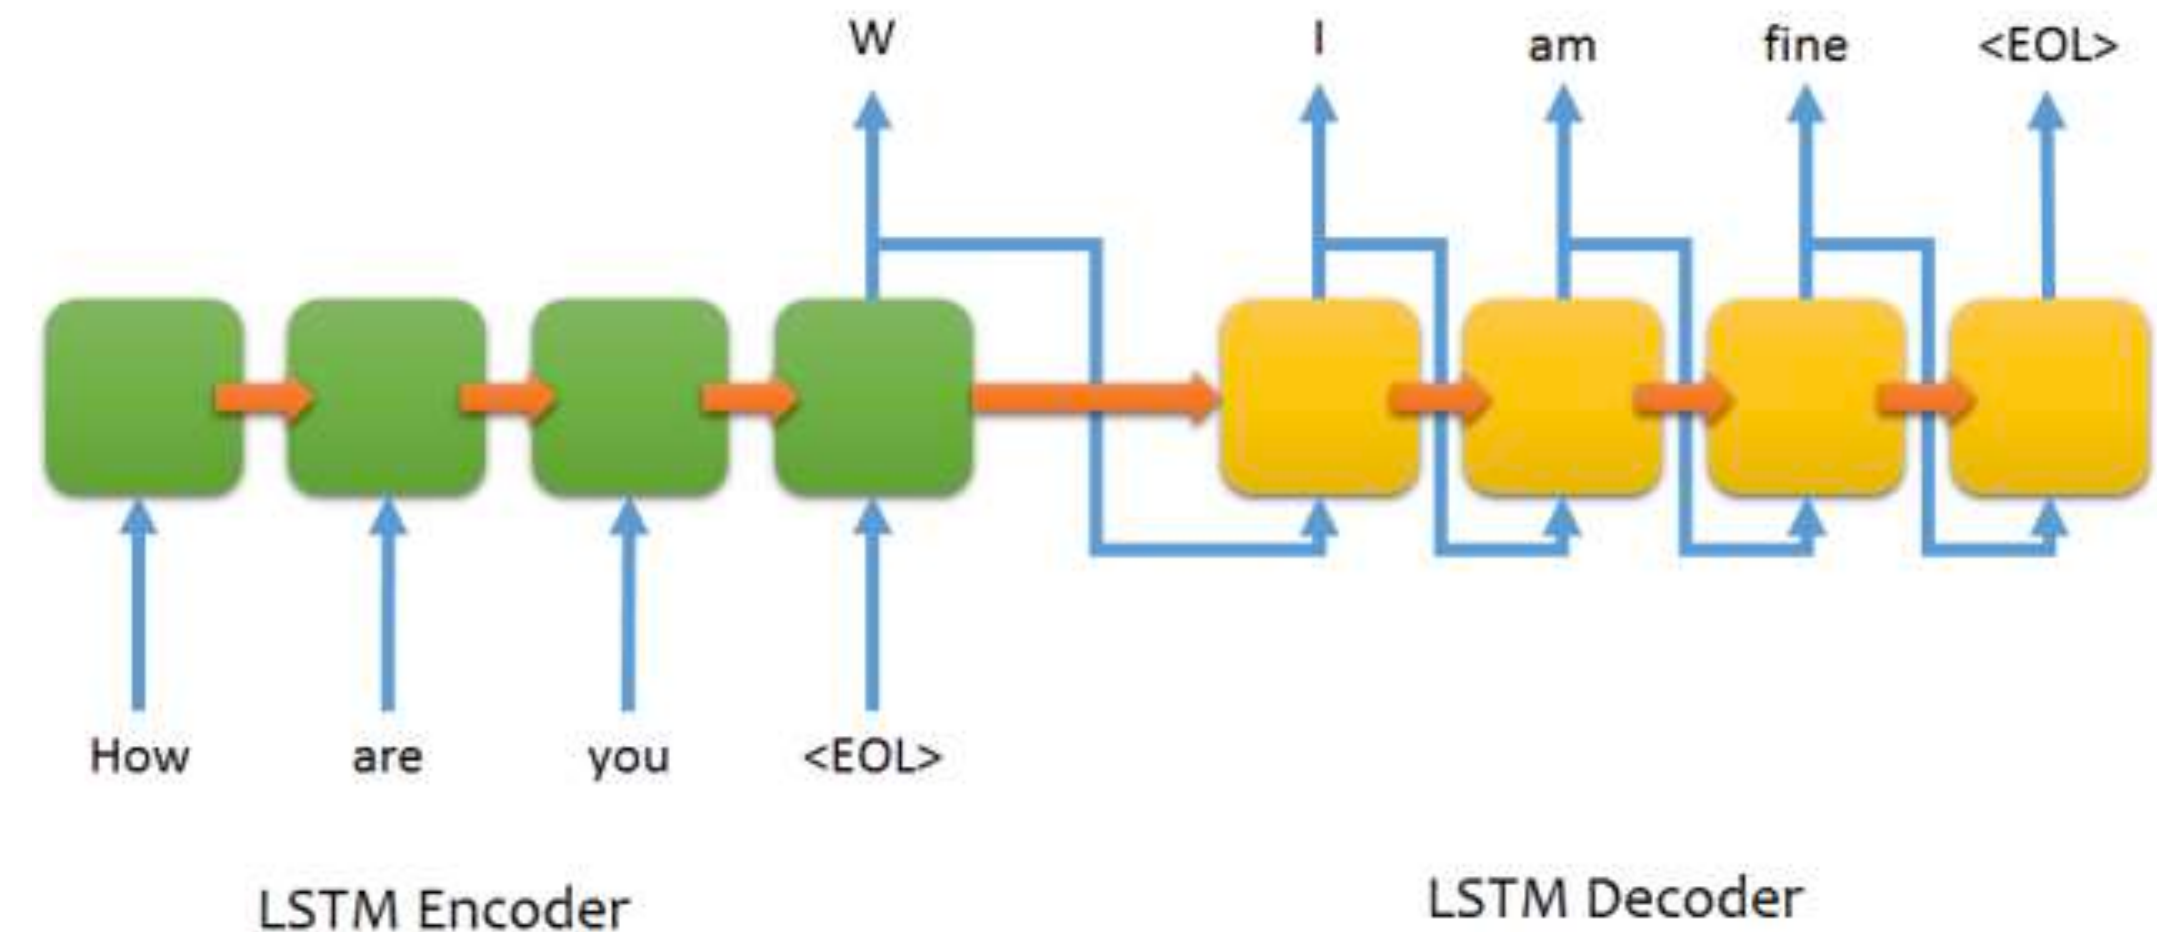 W I am fine <EOL>
How are you <EOL>
LSTM Encoder LSTM Decoder